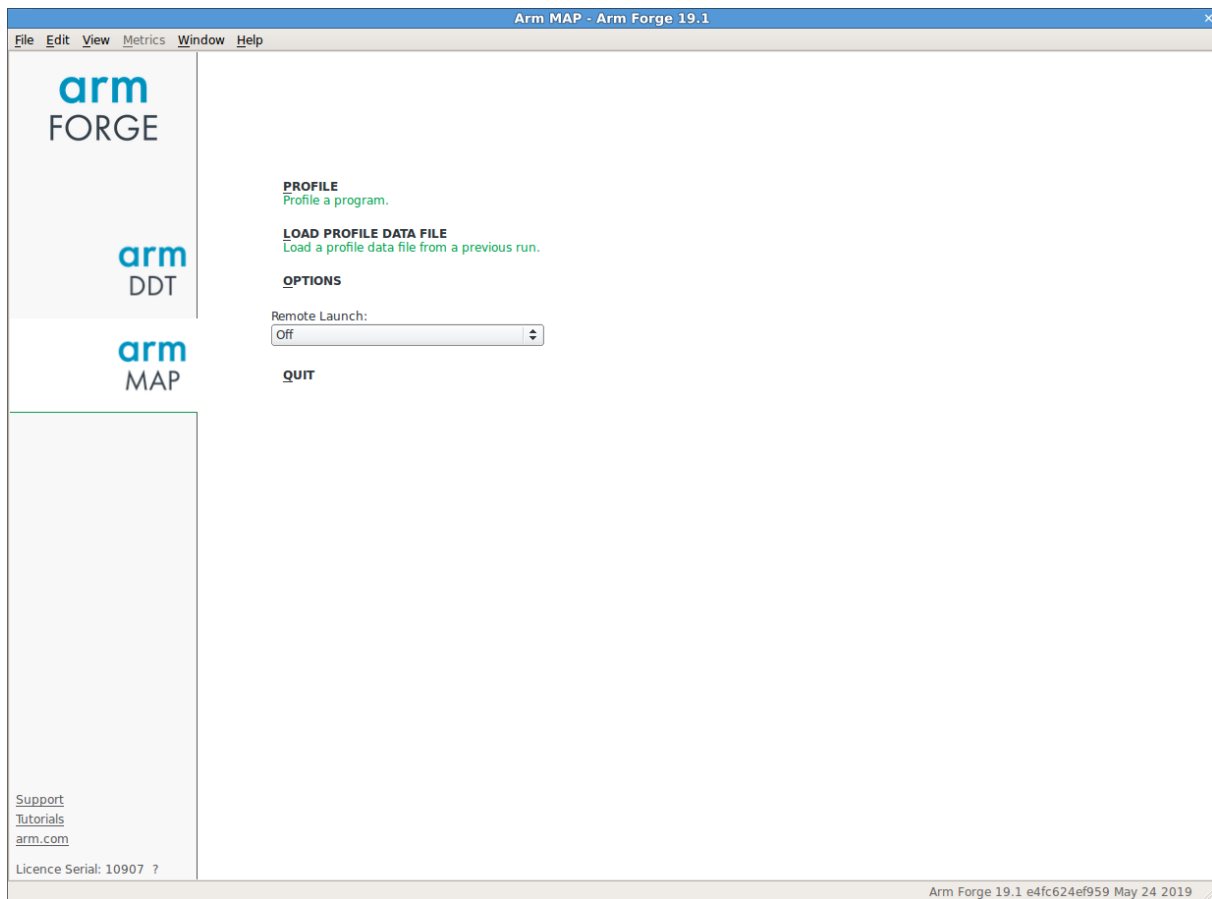 Arm MAP - Arm Forge 19.1
File Edit View Metrics Window Help
arm
FORGE
PROFILE
Profile a program.
LOAD PROFILE DATA FILE
Load a profile data file from a previous run.
arm
DDT
OPTIONS
Remote Launch:
Off
arm
MAP
QUIT
Support
Tutorials
arm.com
Licence Serial: 10907 ?
Arm Forge 19.1 e4fc624ef959 May 24 2019